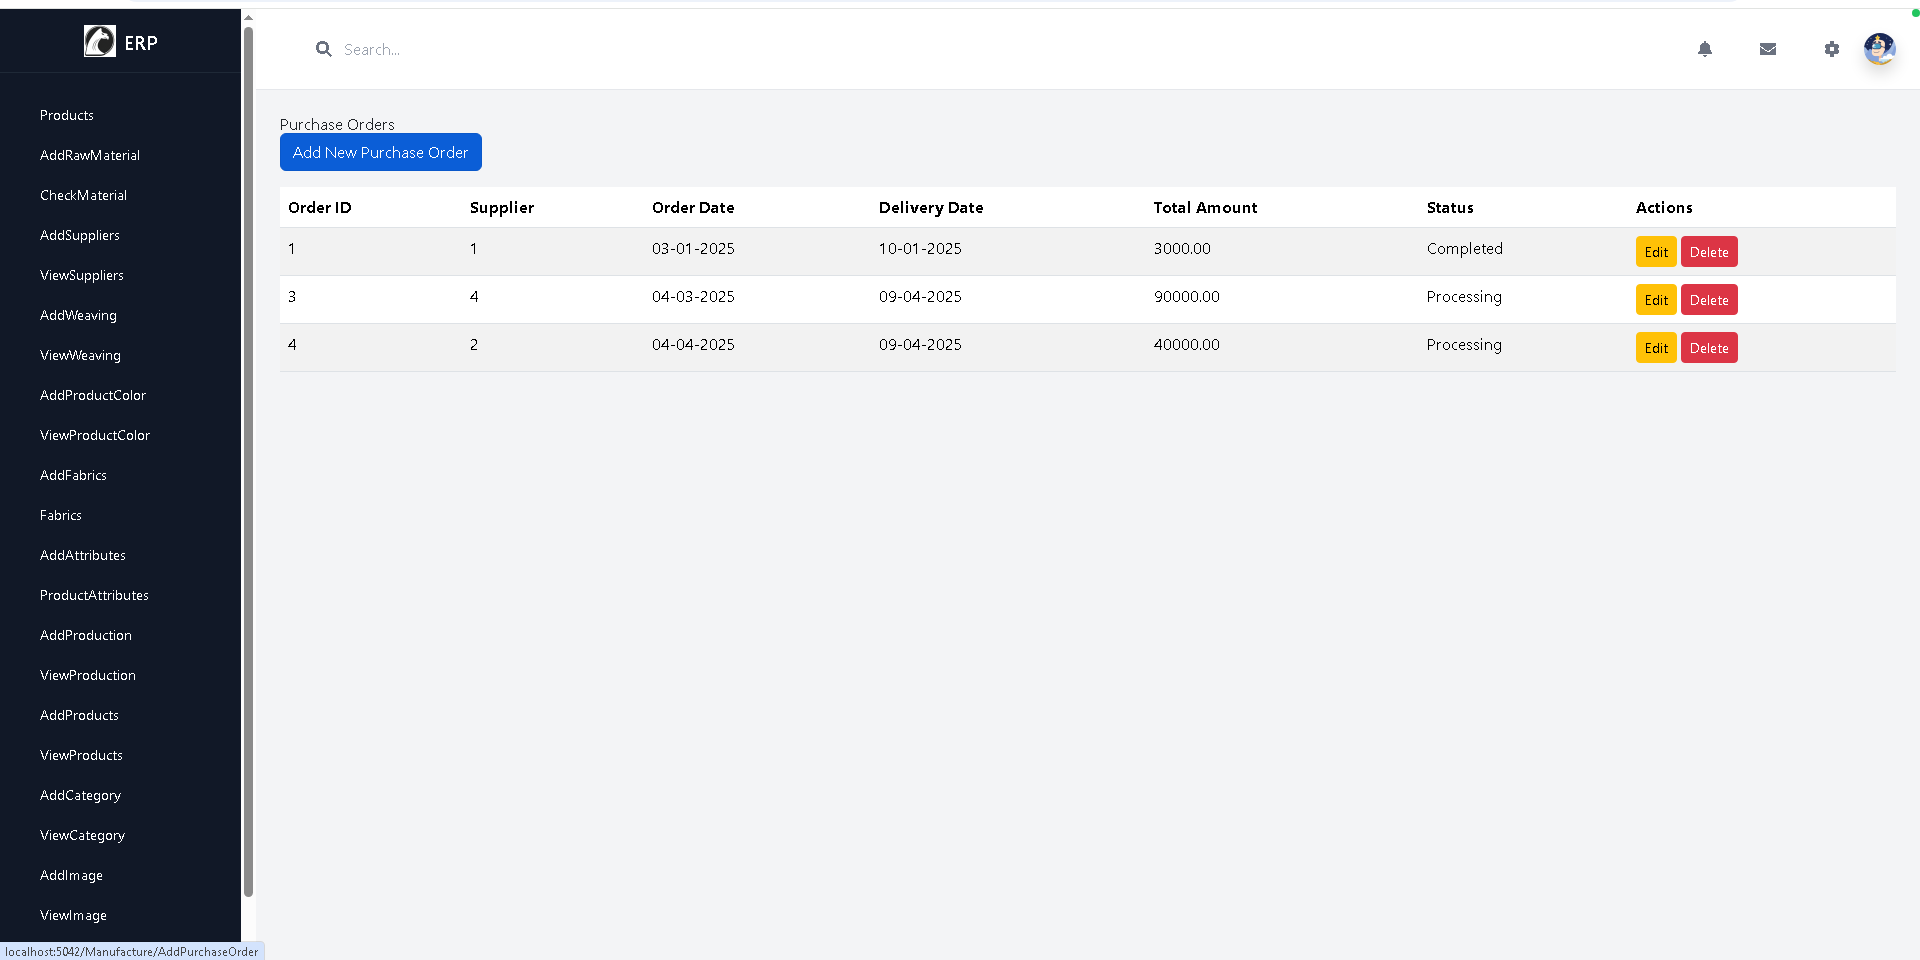 ERP
Search...
Products
AddRawMaterial
CheckMaterial
AddSuppliers
ViewSuppliers
AddWeaving
ViewWeaving
AddProductColor
ViewProductColor
AddFabrics
Fabrics
AddAttributes
ProductAttributes
AddProduction
ViewProduction
AddProducts
ViewProducts
AddCategory
ViewCategory
AddImage
ViewImage
Purchase Orders
Add New Purchase Order
Order ID Supplier Order Date Delivery Date Total Amount Status Actions
1 1 03-01-2025 10-01-2025 3000.00 Completed Edit Delete
3 4 04-03-2025 09-04-2025 90000.00 Processing Edit Delete
4 2 04-04-2025 09-04-2025 40000.00 Processing Edit Delete
localhost:5042/Manufacture/AddPurchaseOrder